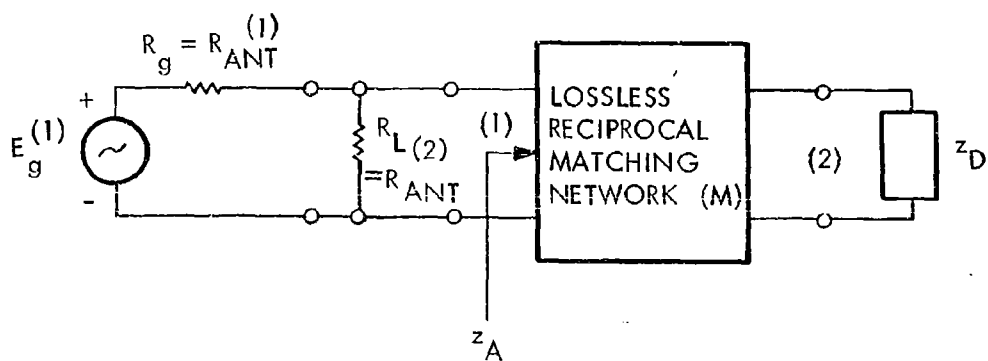 R_g = R_ANT^(1)
+
E_g^(1)
-
R_L (2)
=R_ANT
(1)
z_A
LOSSLESS
RECIPROCAL
MATCHING
NETWORK (M)
(2)
z_D